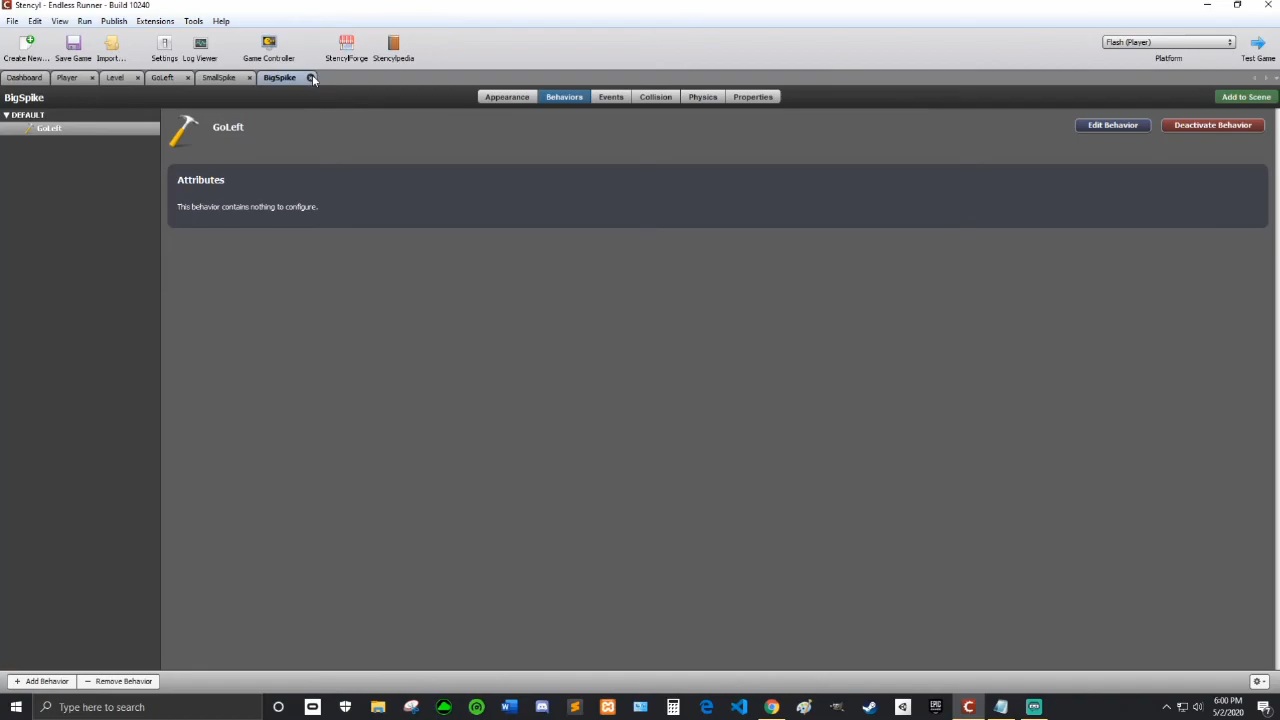 Stencyl - Endless Runner - Build 10240
File Edit View Run Publish Extensions Tools Help
Create New... Save Game Import... Settings Log Viewer Game Controller StencylForge Stencylpedia Flash (Player) Platform Test Game
Dashboard Player Level GoLeft SmallSpike BigSpike
BigSpike Appearance Behaviors Events Collision Physics Properties Add to Scene
DEFAULT
GoLeft
GoLeft Edit Behavior Deactivate Behavior
Attributes
This behavior contains nothing to configure.
+ Add Behavior − Remove Behavior
Type here to search
6:00 PM
5/2/2020